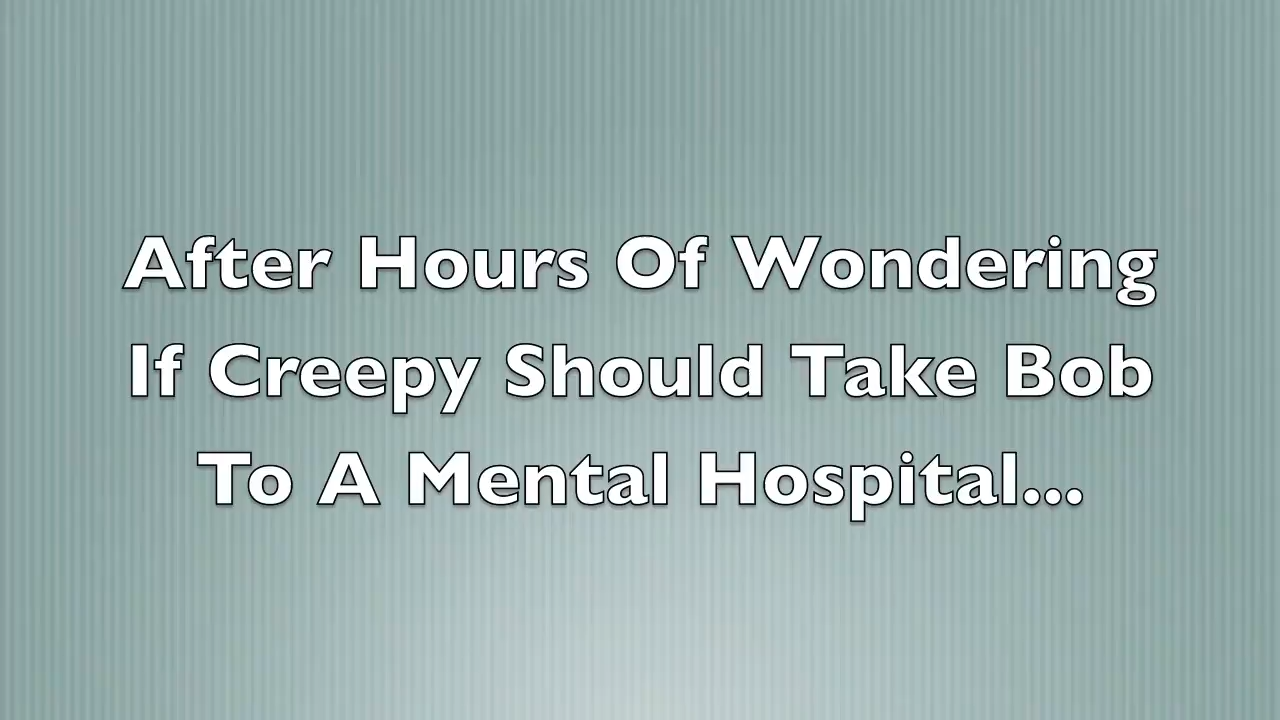 After Hours Of Wondering
If Creepy Should Take Bob
To A Mental Hospital...